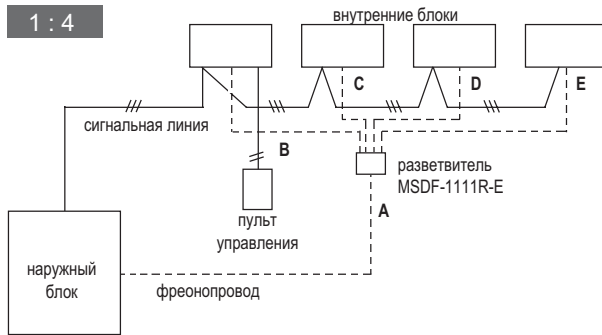 1 : 4
внутренние блоки
C
D
E
сигнальная линия
B
разветвитель
MSDF-1111R-E
A
пульт
управления
наружный
блок
фреонопровод